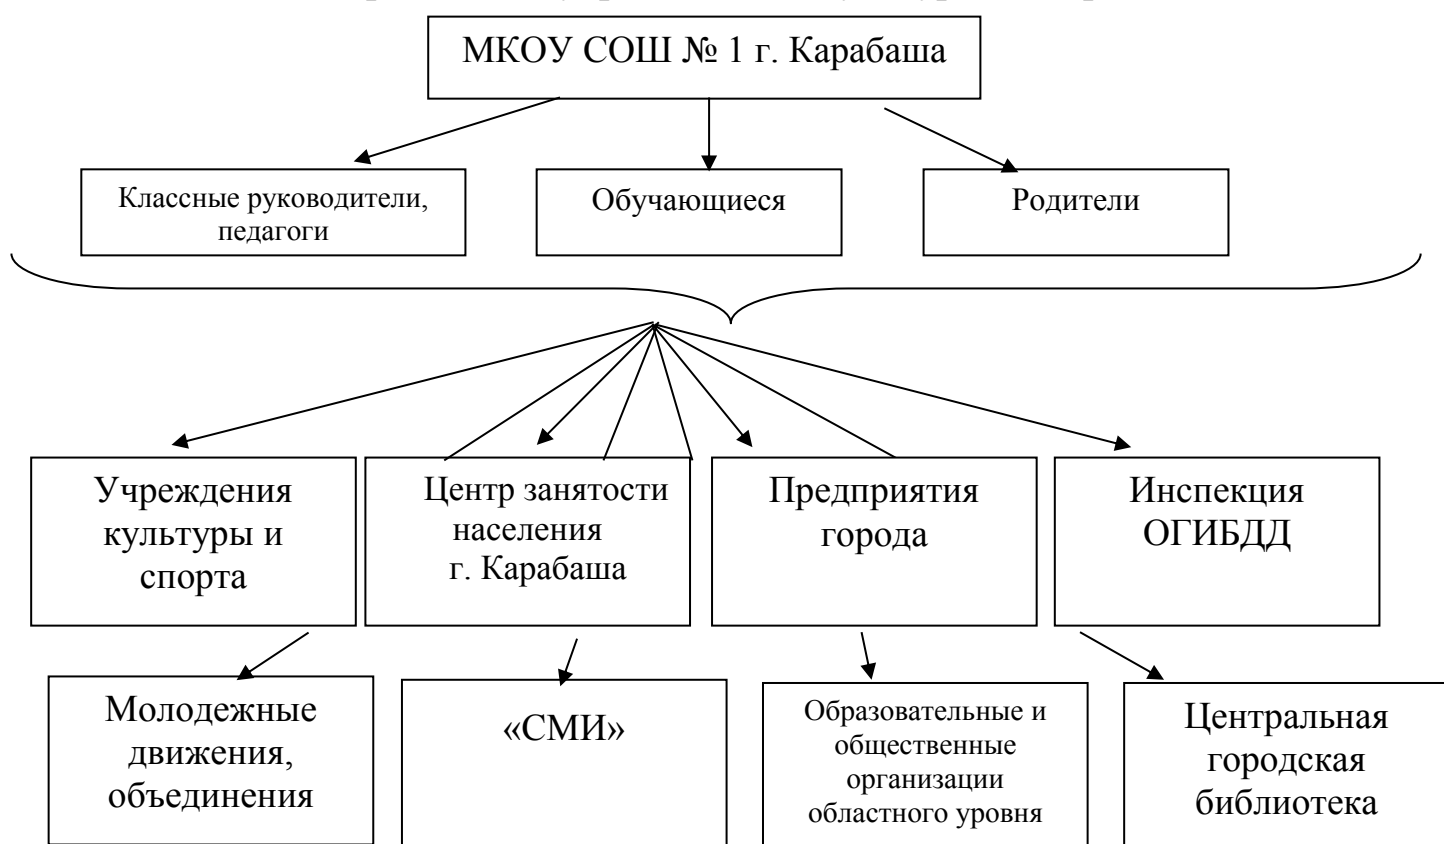 МКОУ СОШ № 1 г. Карабаша
Классные руководители,
педагоги
Обучающиеся
Родители
Учреждения
культуры и
спорта
Центр занятости
населения
г. Карабаша
Предприятия
города
Инспекция
ОГИБДД
Молодежные
движения,
объединения
«СМИ»
Образовательные и
общественные
организации
областного уровня
Центральная
городская
библиотека